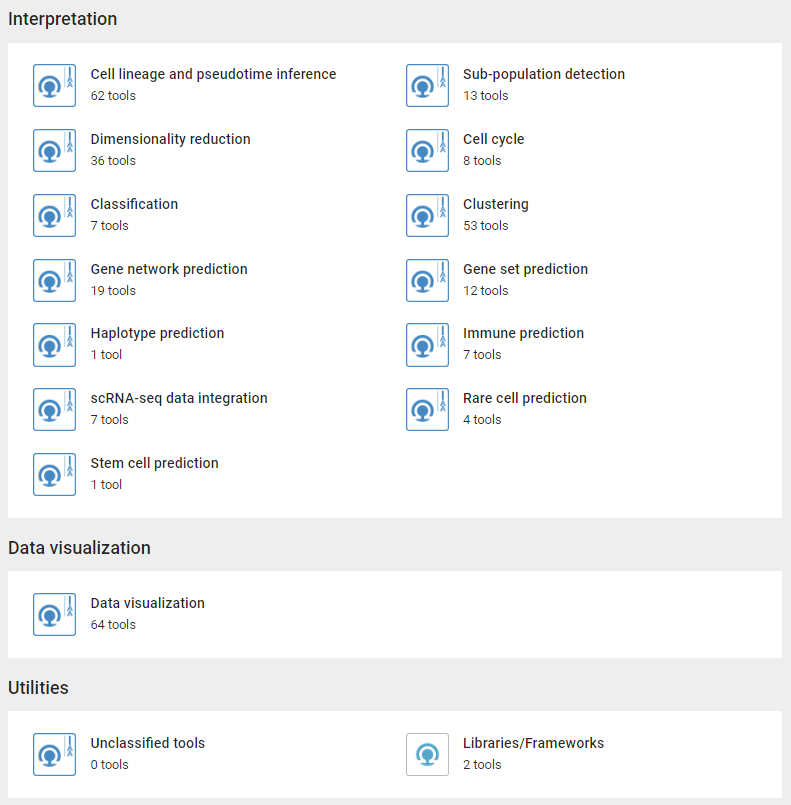 Interpretation
Cell lineage and pseudotime inference
62 tools
Sub-population detection
13 tools
Dimensionality reduction
36 tools
Cell cycle
8 tools
Classification
7 tools
Clustering
53 tools
Gene network prediction
19 tools
Gene set prediction
12 tools
Haplotype prediction
1 tool
Immune prediction
7 tools
scRNA-seq data integration
7 tools
Rare cell prediction
4 tools
Stem cell prediction
1 tool
Data visualization
Data visualization
64 tools
Utilities
Unclassified tools
0 tools
Libraries/Frameworks
2 tools